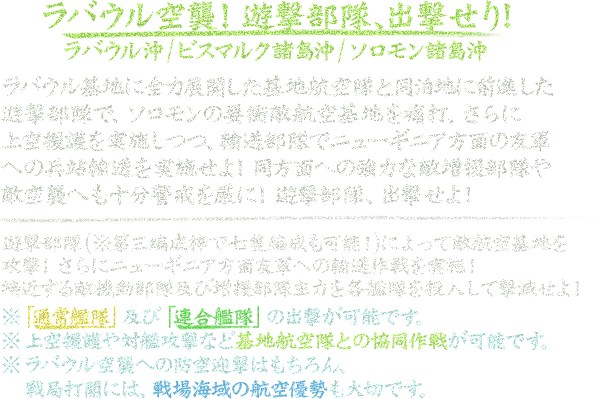 ラバウル空襲！遊撃部隊、出撃せり！
ラバウル沖/ビスマルク諸島沖/ソロモン諸島沖
ラバウル基地に全力展開した基地航空隊と同泊地に前進した
遊撃部隊で、ソロモンの要衝敵航空基地を痛打、さらに
上空援護を実施しつつ、輸送部隊でニューギニア方面の友軍
への兵站輸送を実施せよ！同方面への強力な敵増援部隊や
敵空襲へも十分警戒を厳に！遊撃部隊、出撃せよ！
遊撃部隊(※第三編成枠で七隻編成も可能！)によって敵航空基地を
攻撃！さらにニューギニア方面友軍への輸送作戦を実施！
接近する敵機動部隊及び増援部隊主力を各艦隊を投入して撃滅せよ！
※「通常艦隊」及び「連合艦隊」の出撃が可能です。
※上空援護や対艦攻撃など基地航空隊との協同作戦が可能です。
※ラバウル空襲への防空迎撃はもちろん、
戦局打開には、戦場海域の航空優勢も大切です。